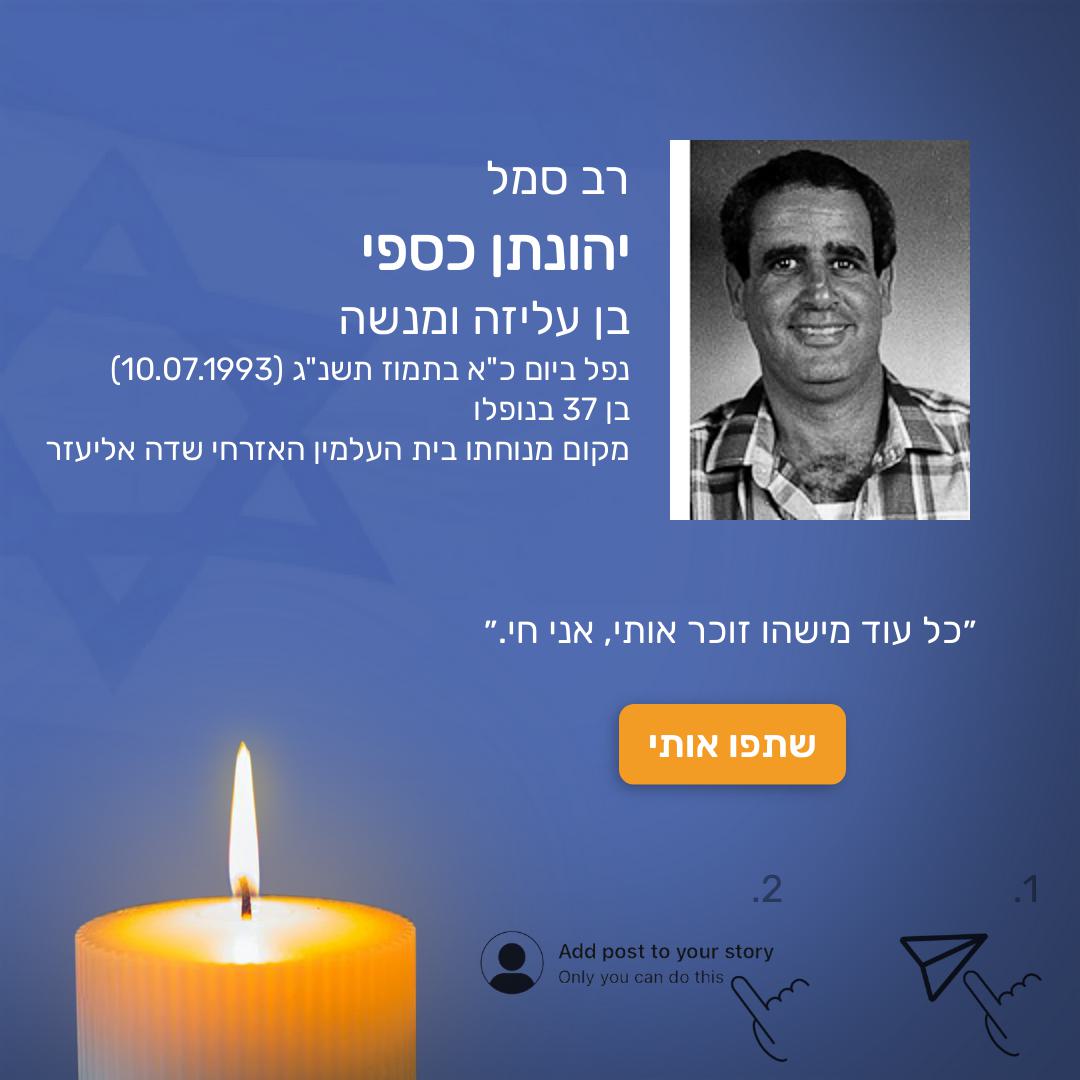 רב סמל
יהונתן כספי
בן עליזה ומנשה
נפל ביום כ"א בתמוז תשנ"ג (10.07.1993)
בן 37 בנופלו
מקום מנוחתו בית העלמין האזרחי שדה אליעזר
״כל עוד מישהו זוכר אותי, אני חי.״
שתפו אותי
1.
2.
Add post to your story
Only you can do this